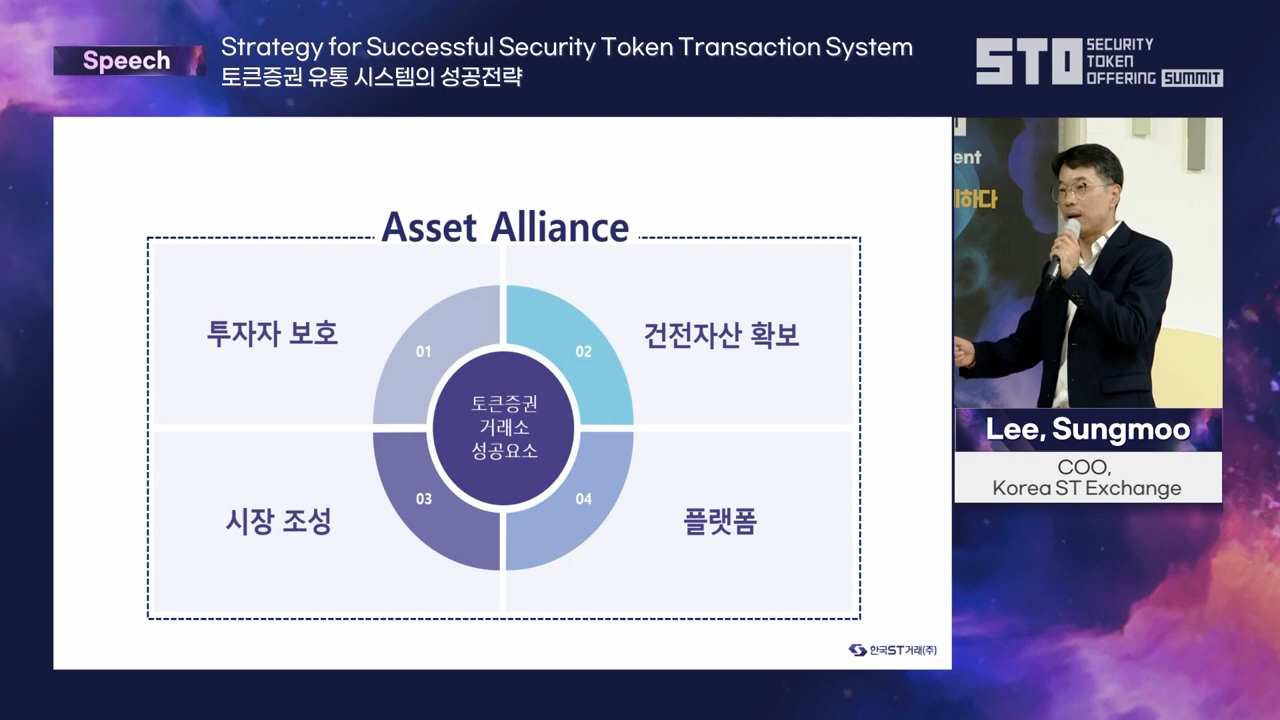 Speech
Strategy for Successful Security Token Transaction System
토큰증권 유통 시스템의 성공전략
STO
SECURITY
TOKEN
OFFERING SUMMIT
Asset Alliance
투자자 보호
01
02
건전자산 확보
토큰증권
거래소
성공요소
시장 조성
03
04
플랫폼
한국ST거래(주)
ent
하다
Lee, Sungmoo
COO,
Korea ST Exchange